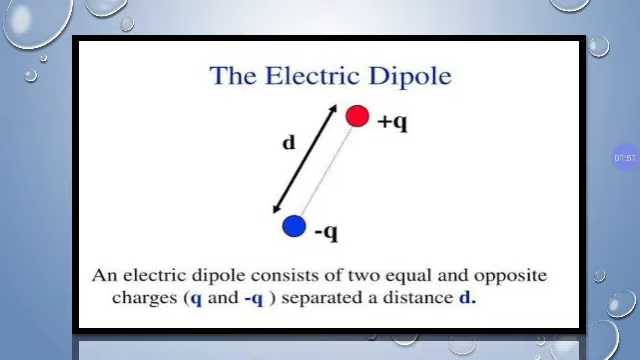 The Electric Dipole
+q
d
-q
An electric dipole consists of two equal and opposite
charges (q and -q ) separated a distance d.
01:51